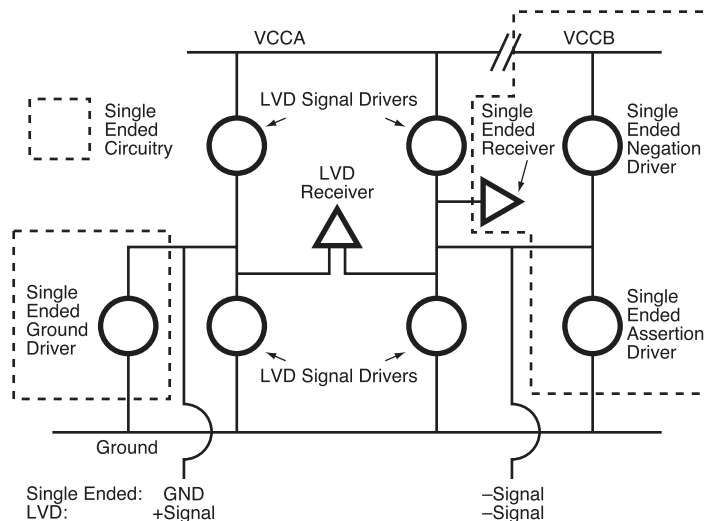 VCCA
VCCB
Single
Ended
Circuitry
LVD Signal Drivers
Single
Ended
Receiver
Single
Ended
Negation
Driver
LVD
Receiver
Single
Ended
Ground
Driver
LVD Signal Drivers
Single
Ended
Assertion
Driver
Ground
Single Ended: GND –Signal
LVD: +Signal –Signal